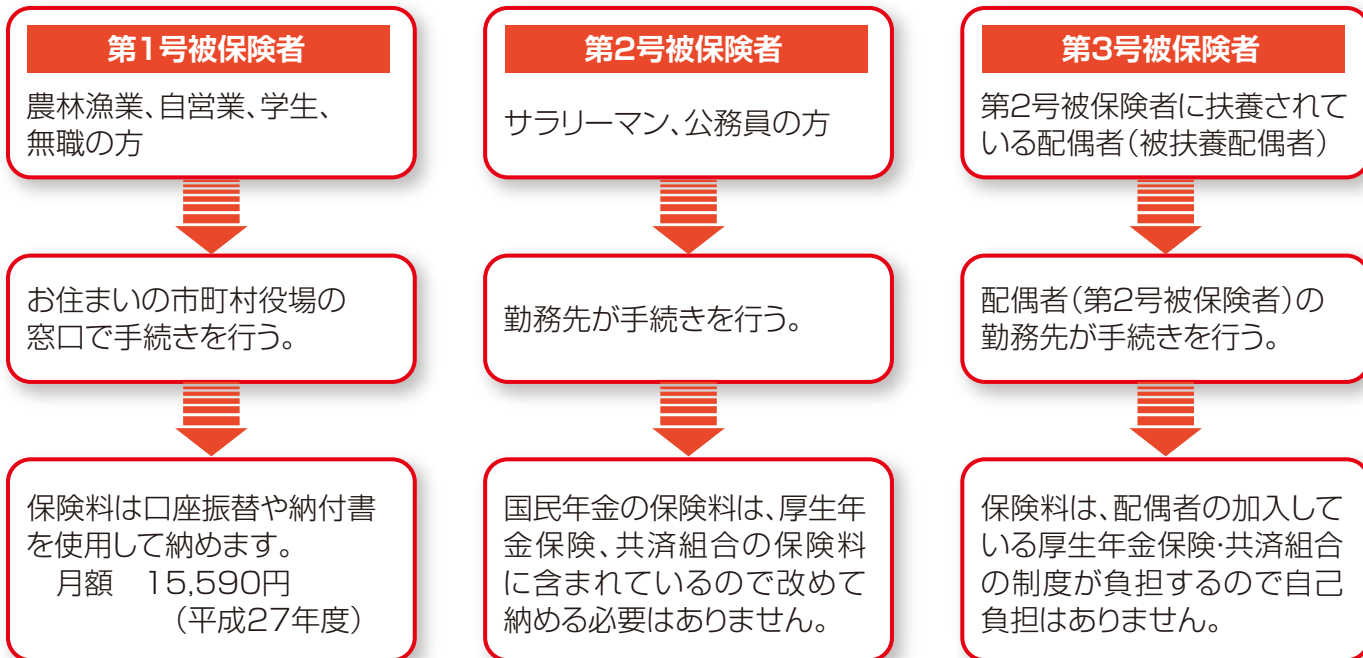 第1号被保険者
農林漁業、自営業、学生、
無職の方
お住まいの市町村役場の
窓口で手続きを行う。
保険料は口座振替や納付書
を使用して納めます。
月額　15,590円
（平成27年度）
第2号被保険者
サラリーマン、公務員の方
勤務先が手続きを行う。
国民年金の保険料は、厚生年
金保険、共済組合の保険料
に含まれているので改めて
納める必要はありません。
第3号被保険者
第2号被保険者に扶養されて
いる配偶者（被扶養配偶者）
配偶者（第2号被保険者）の
勤務先が手続きを行う。
保険料は、配偶者の加入して
いる厚生年金保険・共済組合
の制度が負担するので自己
負担はありません。